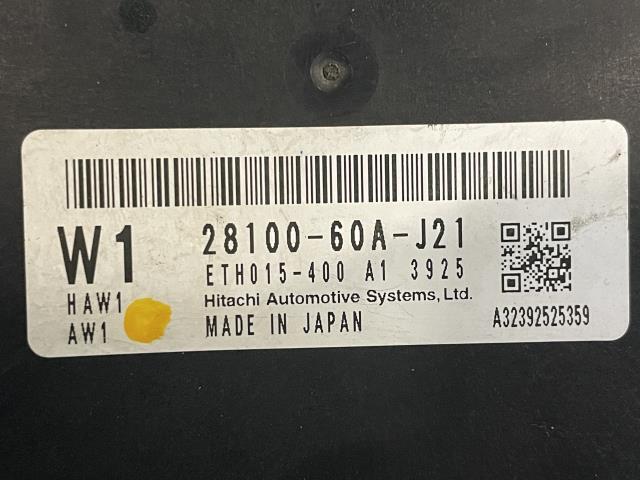 W1 28100-60A-J21
ETH015-400 A1 3925
HAW1 Hitachi Automotive Systems, Ltd.
AW1 MADE IN JAPAN A32392525359